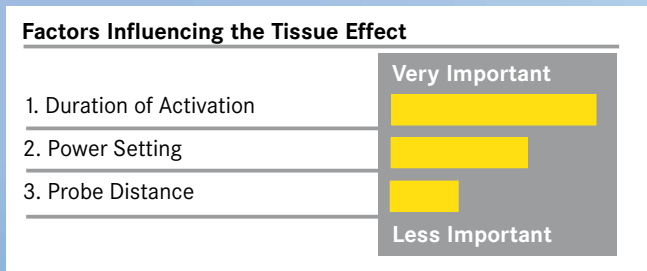 Factors Influencing the Tissue Effect
Very Important
1. Duration of Activation
2. Power Setting
3. Probe Distance
Less Important